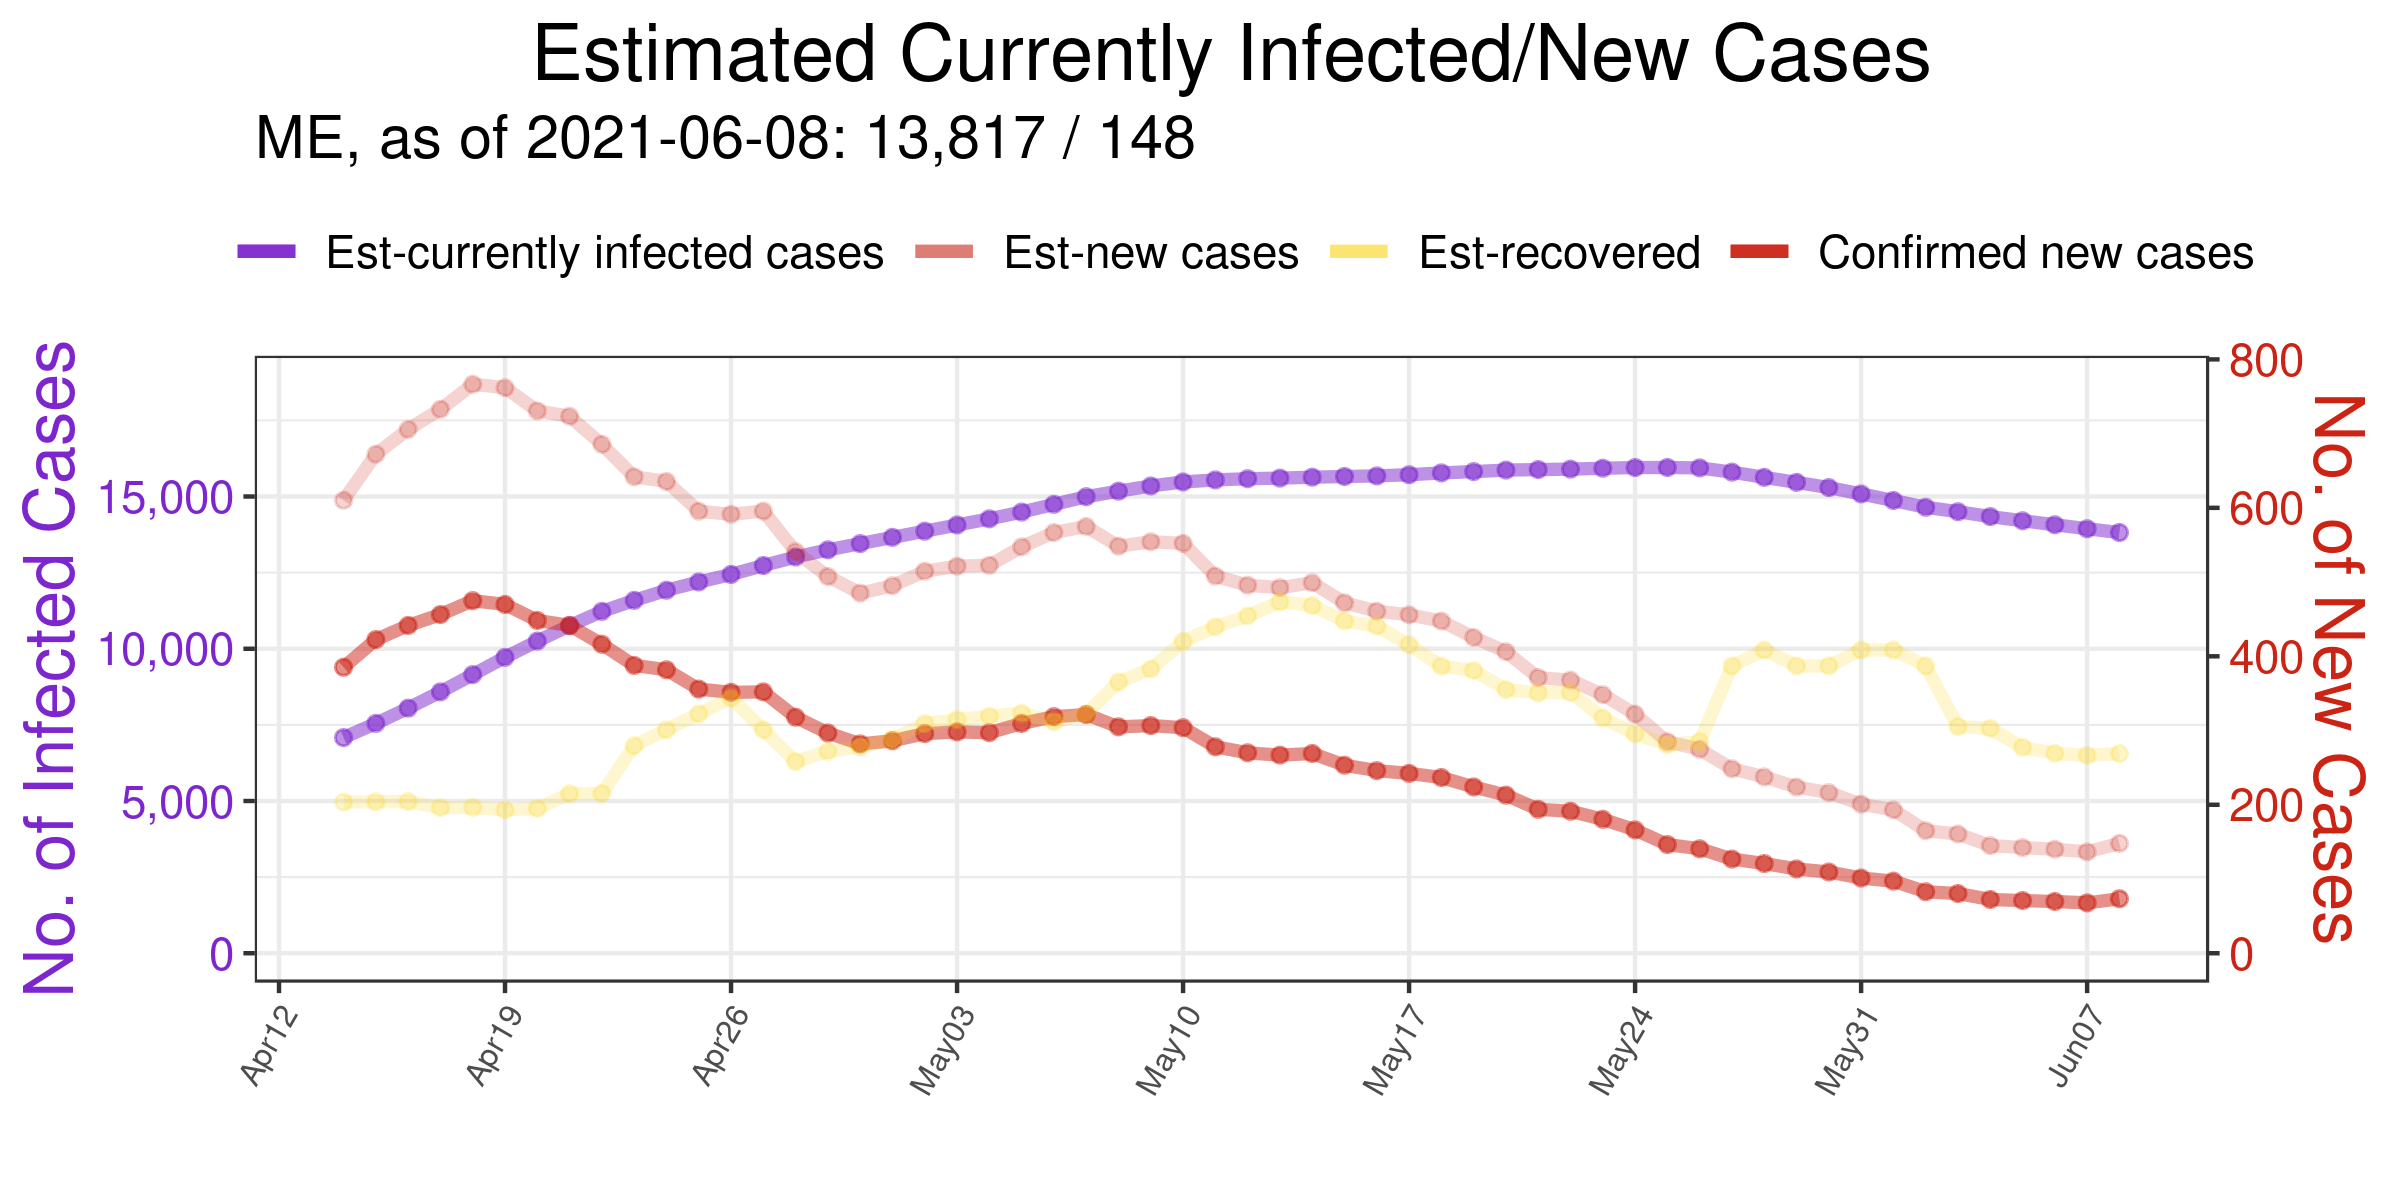 Estimated Currently Infected/New Cases
ME, as of 2021-06-08: 13,817 / 148
Est-currently infected cases Est-new cases Est-recovered Confirmed new cases
No. of Infected Cases
15,000
10,000
5,000
0
800
600
400
200
0
No. of New Cases
Apr12 Apr19 Apr26 May03 May10 May17 May24 May31 Jun07